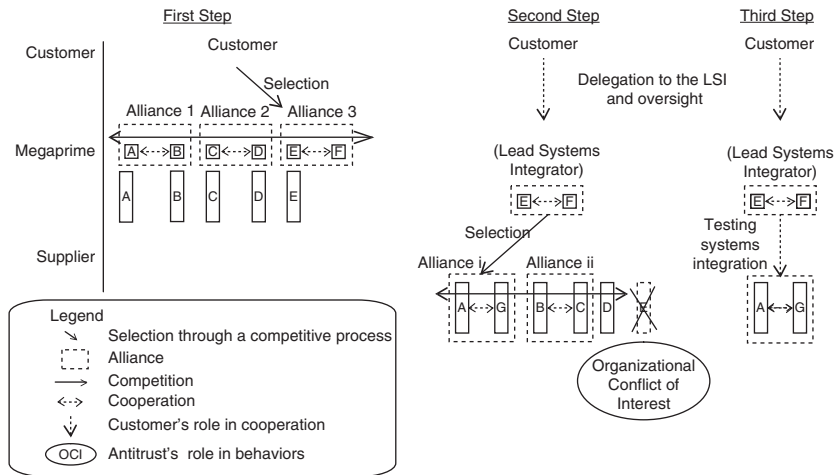 First Step
Second Step
Third Step
Customer
Customer
Customer
Customer
Selection
Delegation to the LSI
and oversight
Alliance 1
Alliance 2
Alliance 3
Megaprime
A
B
C
D
E
F
(Lead Systems
Integrator)
(Lead Systems
Integrator)
A
B
C
D
E
E
F
E
F
Selection
Testing
systems
integration
Supplier
Alliance i
Alliance ii
A
G
B
C
D
A
G
Organizational
Conflict of
Interest
Legend
Selection through a competitive process
Alliance
Competition
Cooperation
Customer's role in cooperation
OCI
Antitrust's role in behaviors